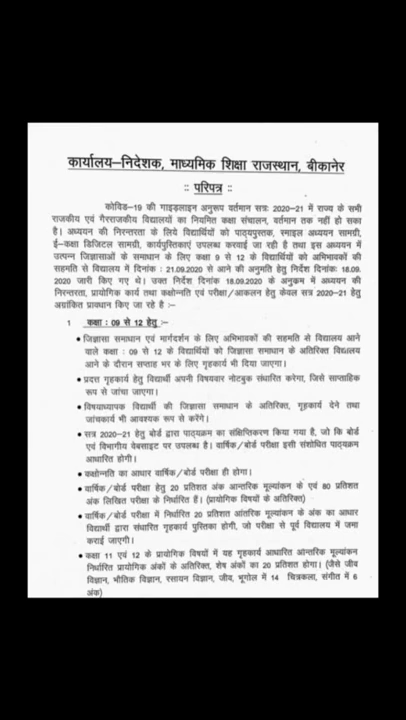 कार्यालय–निदेशक, माध्यमिक शिक्षा राजस्थान, बीकानेर
:: परिपत्र ::
कोविड–19 की गाइडलाइन अनुरूप वर्तमान सत्रः 2020–21 में राज्य के सभी
राजकीय एवं गैरराजकीय विद्यालयों का नियमित कक्षा संचालन, वर्तमान तक नहीं हो सका
है। अध्ययन की निरन्तरता के लिये विद्यार्थियों को पाठ्यपुस्तक, स्माइल अध्ययन सामग्री,
ई–कक्षा डिजिटल सामग्री, कार्यपुस्तिकाएं उपलब्ध करवाई जा रही है तथा इस अध्ययन में
उत्पन्न जिज्ञासाओं के समाधान के लिए कक्षा 9 से 12 के विद्यार्थियों को अभिभावकों की
सहमति से विद्यालय में दिनांक : 21.09.2020 से आने की अनुमति हेतु निर्देश दिनांकः 18.09.
2020 जारी किए गए थे। उक्त निर्देश दिनांक 18.09.2020 के अनुक्रम में अध्ययन की
निरन्तरता, प्रायोगिक कार्य तथा कक्षोन्नति एवं परीक्षा/आकलन हेतु केवल सत्र 2020–21 हेतु
अग्रांकित प्रावधान किए जा रहे है :–
1 कक्षा : 09 से 12 हेतु :–
• जिज्ञासा समाधान एवं मार्गदर्शन के लिए अभिभावकों की सहमति से विद्यालय आने
वाले कक्षा : 09 से 12 के विद्यार्थियों को जिज्ञासा समाधान के अतिरिक्त विद्यालय
आने के दौरान सप्ताह भर के लिए गृहकार्य भी दिया जाएगा।
• प्रदत्त गृहकार्य हेतु विद्यार्थी अपनी विषयवार नोटबुक संधारित करेगा, जिसे साप्ताहिक
रूप से जांचा जाएगा।
• विषयाध्यापक विद्यार्थी की जिज्ञासा समाधान के अतिरिक्त, गृहकार्य देने तथा
जांचकार्य भी आवश्यक रूप से करेंगे।
• सत्र 2020–21 हेतु बोर्ड द्वारा पाठ्यक्रम का संक्षिप्तिकरण किया गया है, जो कि बोर्ड
एवं विभागीय वेबसाइट पर उपलब्ध है। वार्षिक/बोर्ड परीक्षा इसी संशोधित पाठ्यक्रम
आधारित होगी।
• कक्षोन्नति का आधार वार्षिक/बोर्ड परीक्षा ही होगा।
• वार्षिक/बोर्ड परीक्षा हेतु 20 प्रतिशत अंक आन्तरिक मूल्यांकन के एवं 80 प्रतिशत
अंक लिखित परीक्षा के निर्धारित हैं। (प्रायोगिक विषयों के अतिरिक्त)
• वार्षिक/बोर्ड परीक्षा में निर्धारित 20 प्रतिशत आंतरिक मूल्यांकन के अंक का आधार
विद्यार्थी द्वारा संधारित गृहकार्य पुस्तिका होगी, जो परीक्षा से पूर्व विद्यालय में जमा
कराई जाएगी।
• कक्षा 11 एवं 12 के प्रायोगिक विषयों में यह गृहकार्य आधारित आंन्तरिक मूल्यांकन
निर्धारित प्रायोगिक अंकों के अतिरिक्त, शेष अंकों का 20 प्रतिशत होगा। (जैसे जीव
विज्ञान, भौतिक विज्ञान, रसायन विज्ञान, जीव, भूगोल में 14 चित्रकला, संगीत में 6
अंक)